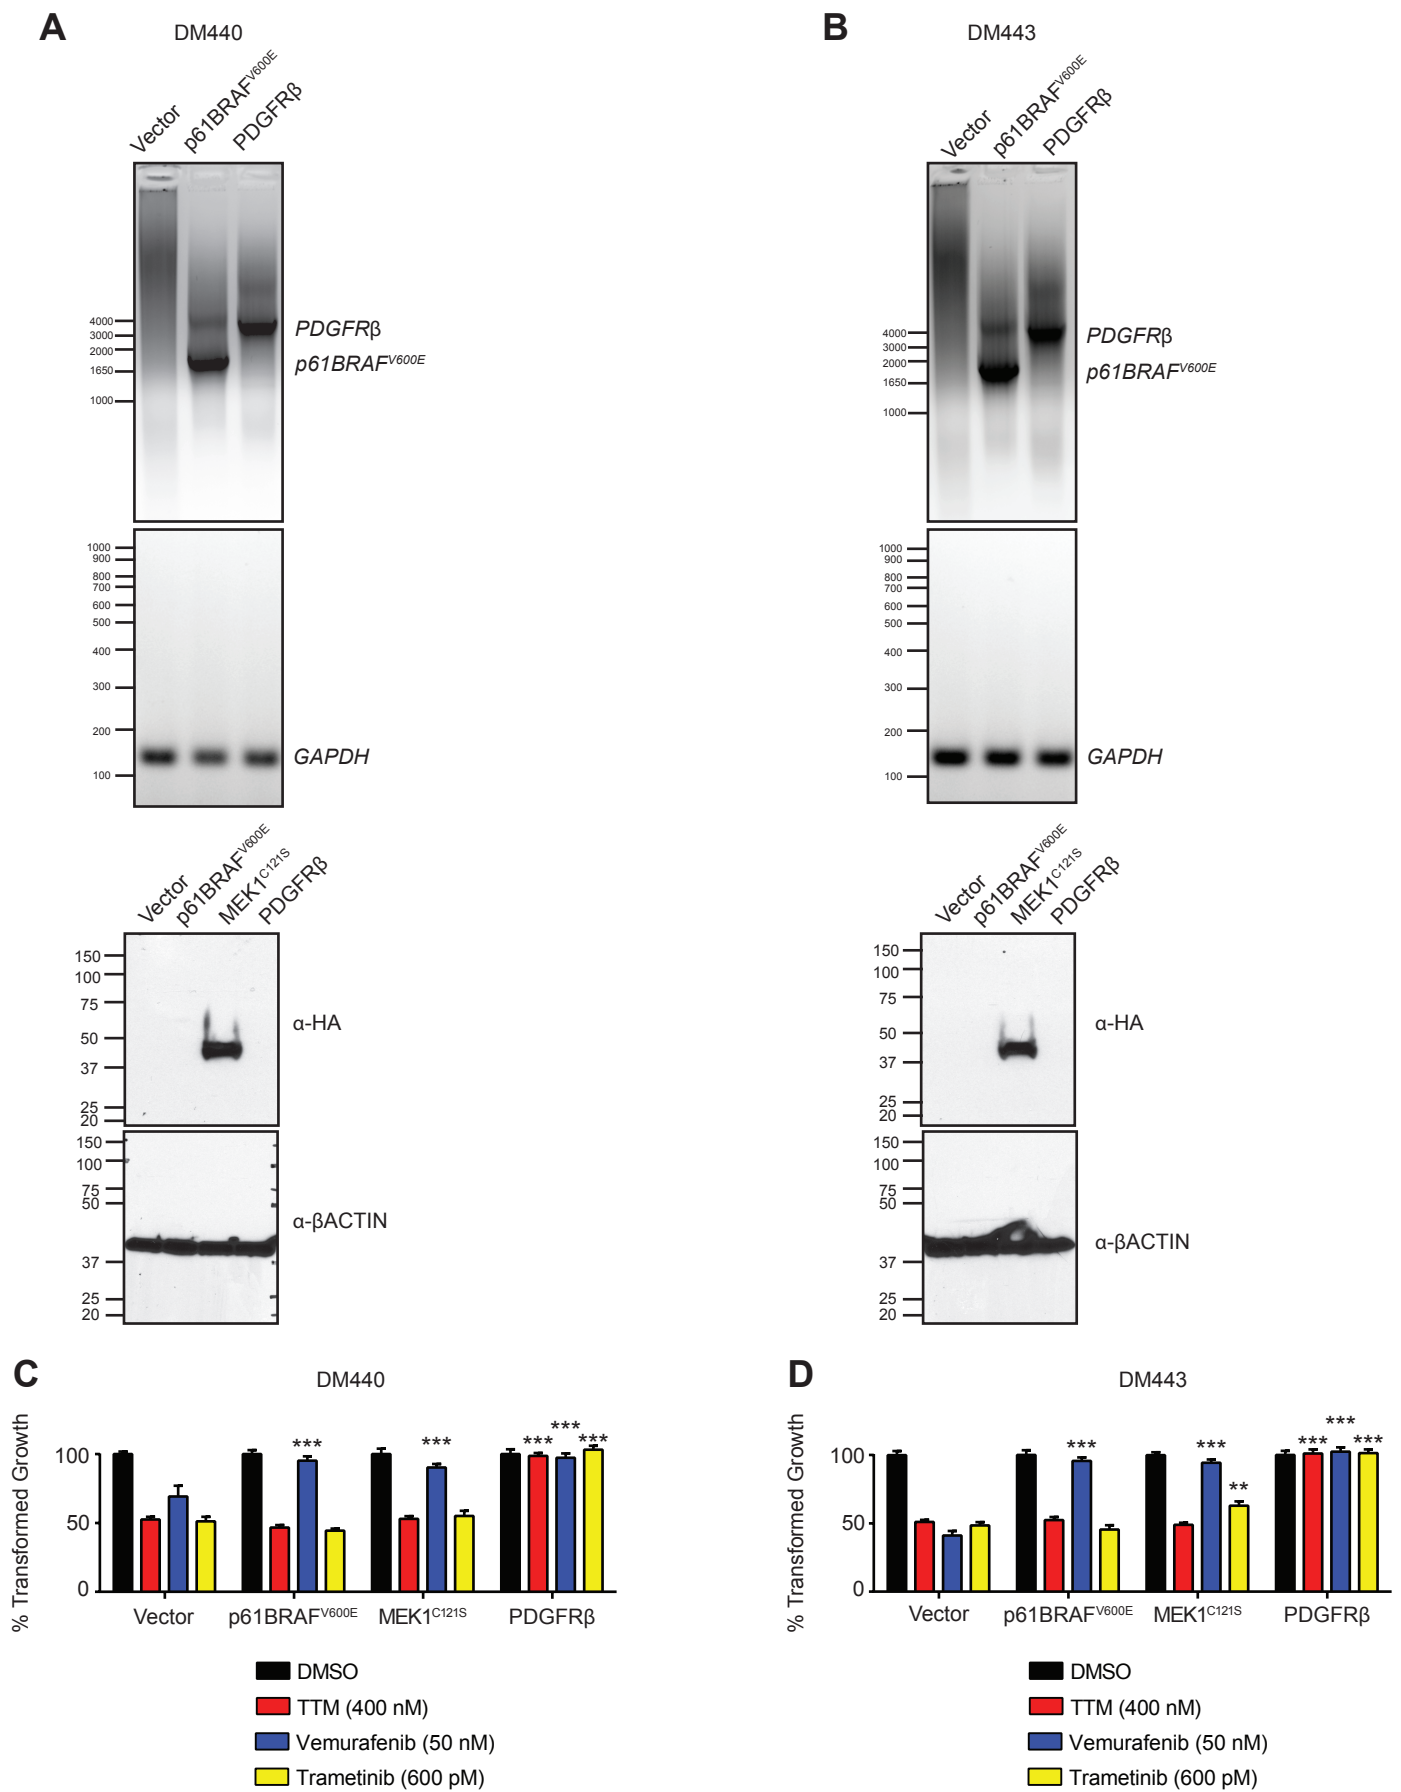 A
DM440
Vector
p61BRAFV600E
PDGFRβ
4000
3000
2000
1650
1000
PDGFRβ
p61BRAFV600E
1000
900
800
700
600
500
400
300
200
100
GAPDH
Vector
p61BRAFV600E
MEK1C121S
PDGFRβ
150
100
75
50
37
25
20
α-HA
150
100
75
50
37
25
20
α-βACTIN
B
DM443
Vector
p61BRAFV600E
PDGFRβ
4000
3000
2000
1650
1000
PDGFRβ
p61BRAFV600E
1000
900
800
700
600
500
400
300
200
100
GAPDH
Vector
p61BRAFV600E
MEK1C121S
PDGFRβ
150
100
75
50
37
25
20
α-HA
150
100
75
50
37
25
20
α-βACTIN
C
DM440
% Transformed Growth
100
50
0
***
***
***
***
***
Vector
p61BRAFV600E
MEK1C121S
PDGFRβ
DMSO
TTM (400 nM)
Vemurafenib (50 nM)
Trametinib (600 pM)
D
DM443
% Transformed Growth
100
50
0
***
***
**
***
***
***
Vector
p61BRAFV600E
MEK1C121S
PDGFRβ
DMSO
TTM (400 nM)
Vemurafenib (50 nM)
Trametinib (600 pM)